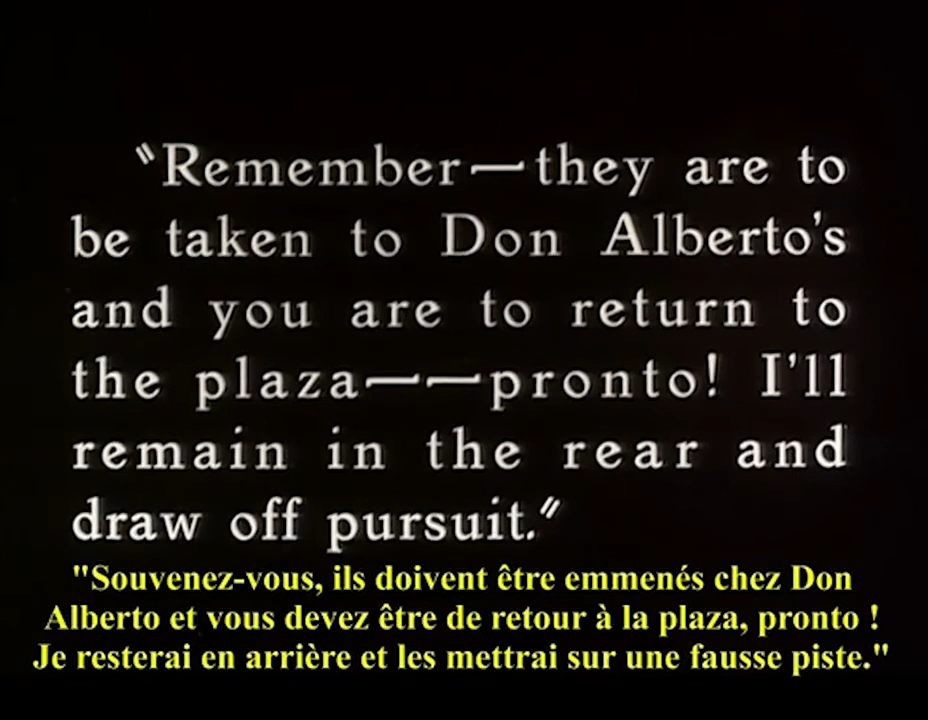 "Remember—they are to
be taken to Don Alberto's
and you are to return to
the plaza——pronto! I'll
remain in the rear and
draw off pursuit."
"Souvenez-vous, ils doivent être emmenés chez Don
Alberto et vous devez être de retour à la plaza, pronto !
Je resterai en arrière et les mettrai sur une fausse piste."